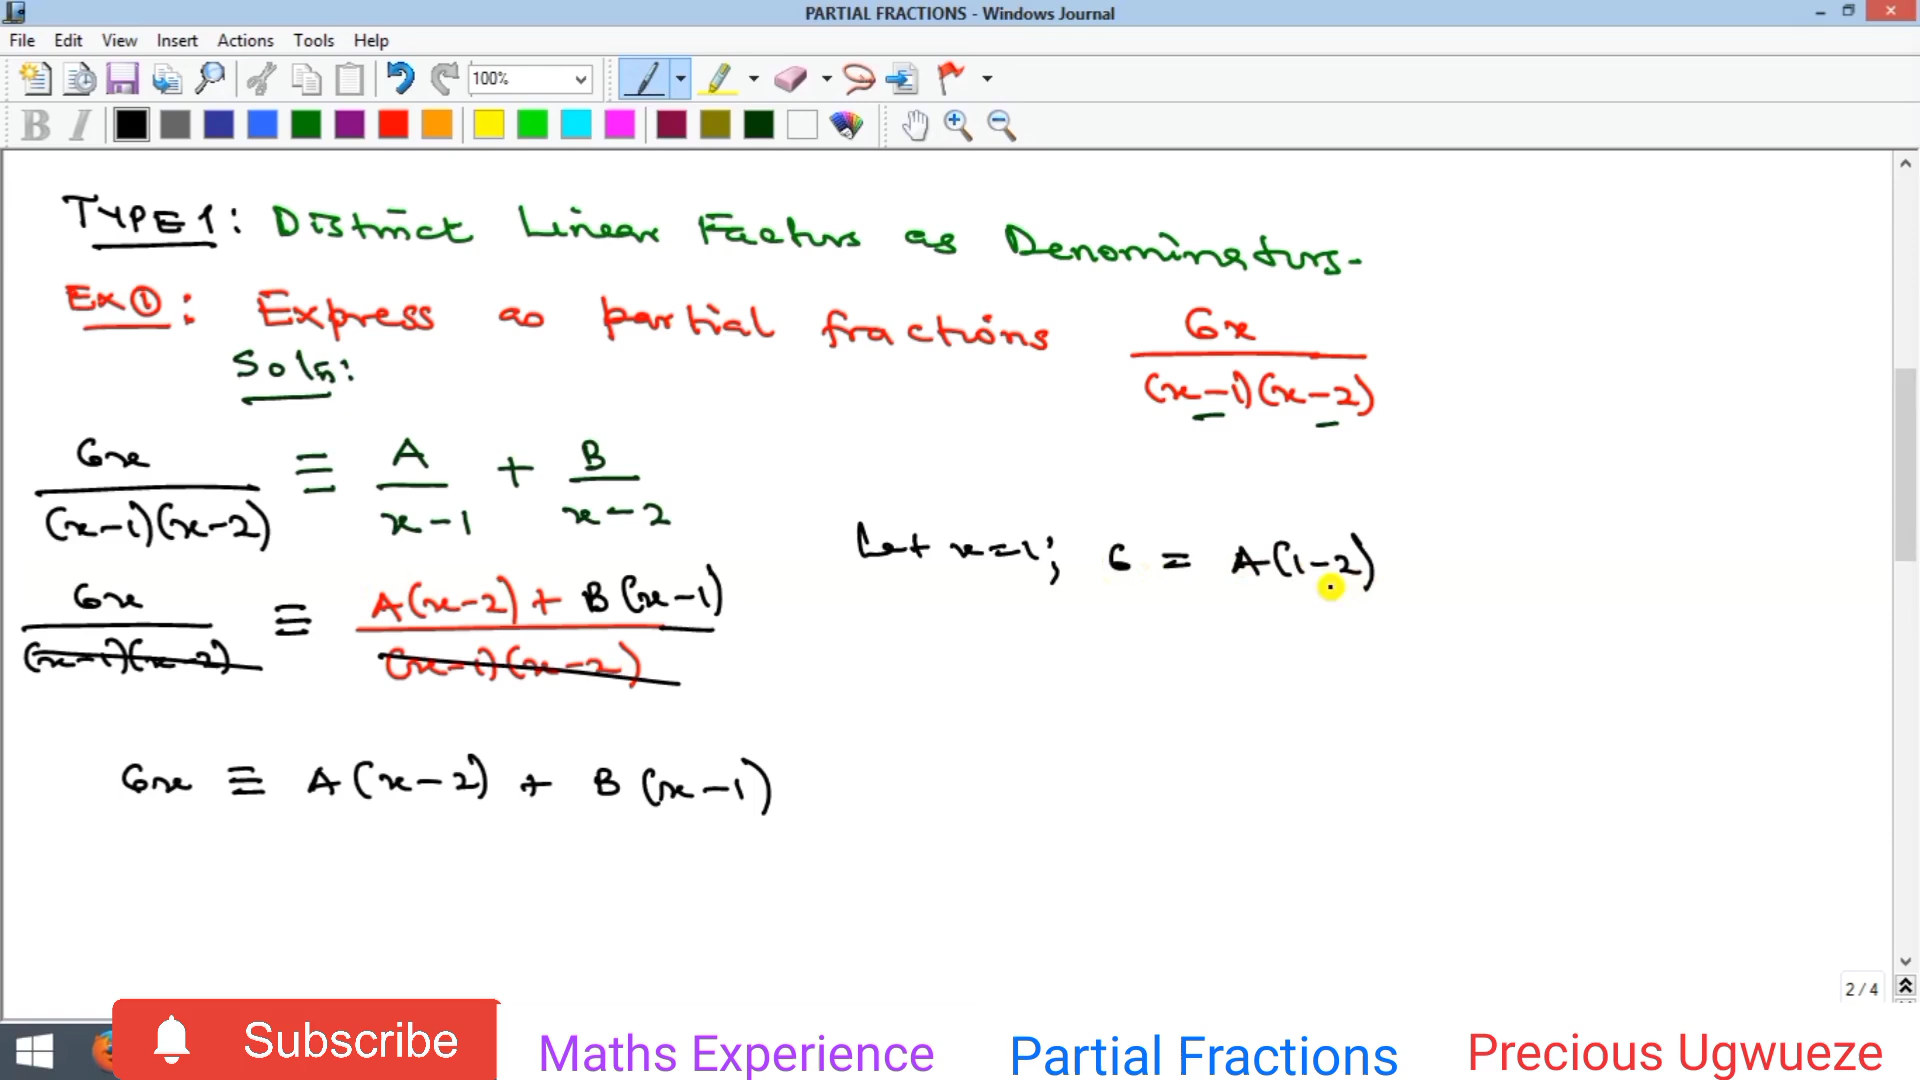 PARTIAL FRACTIONS - Windows Journal
File Edit View Insert Actions Tools Help
100%
B I
TYPE 1: Distinct Linear Factors as Denominators.
Ex ①: Express as partial fractions 6x
(x-1)(x-2)
Soln:
6x ≡ A + B
(x-1)(x-2) x-1 x-2
Let x=1; 6 = A(1-2)
6x ≡ A(x-2) + B(x-1)
(x-1)(x-2) (x-1)(x-2)
6x ≡ A(x-2) + B(x-1)
2 / 4
Subscribe
Maths Experience
Partial Fractions
Precious Ugwueze